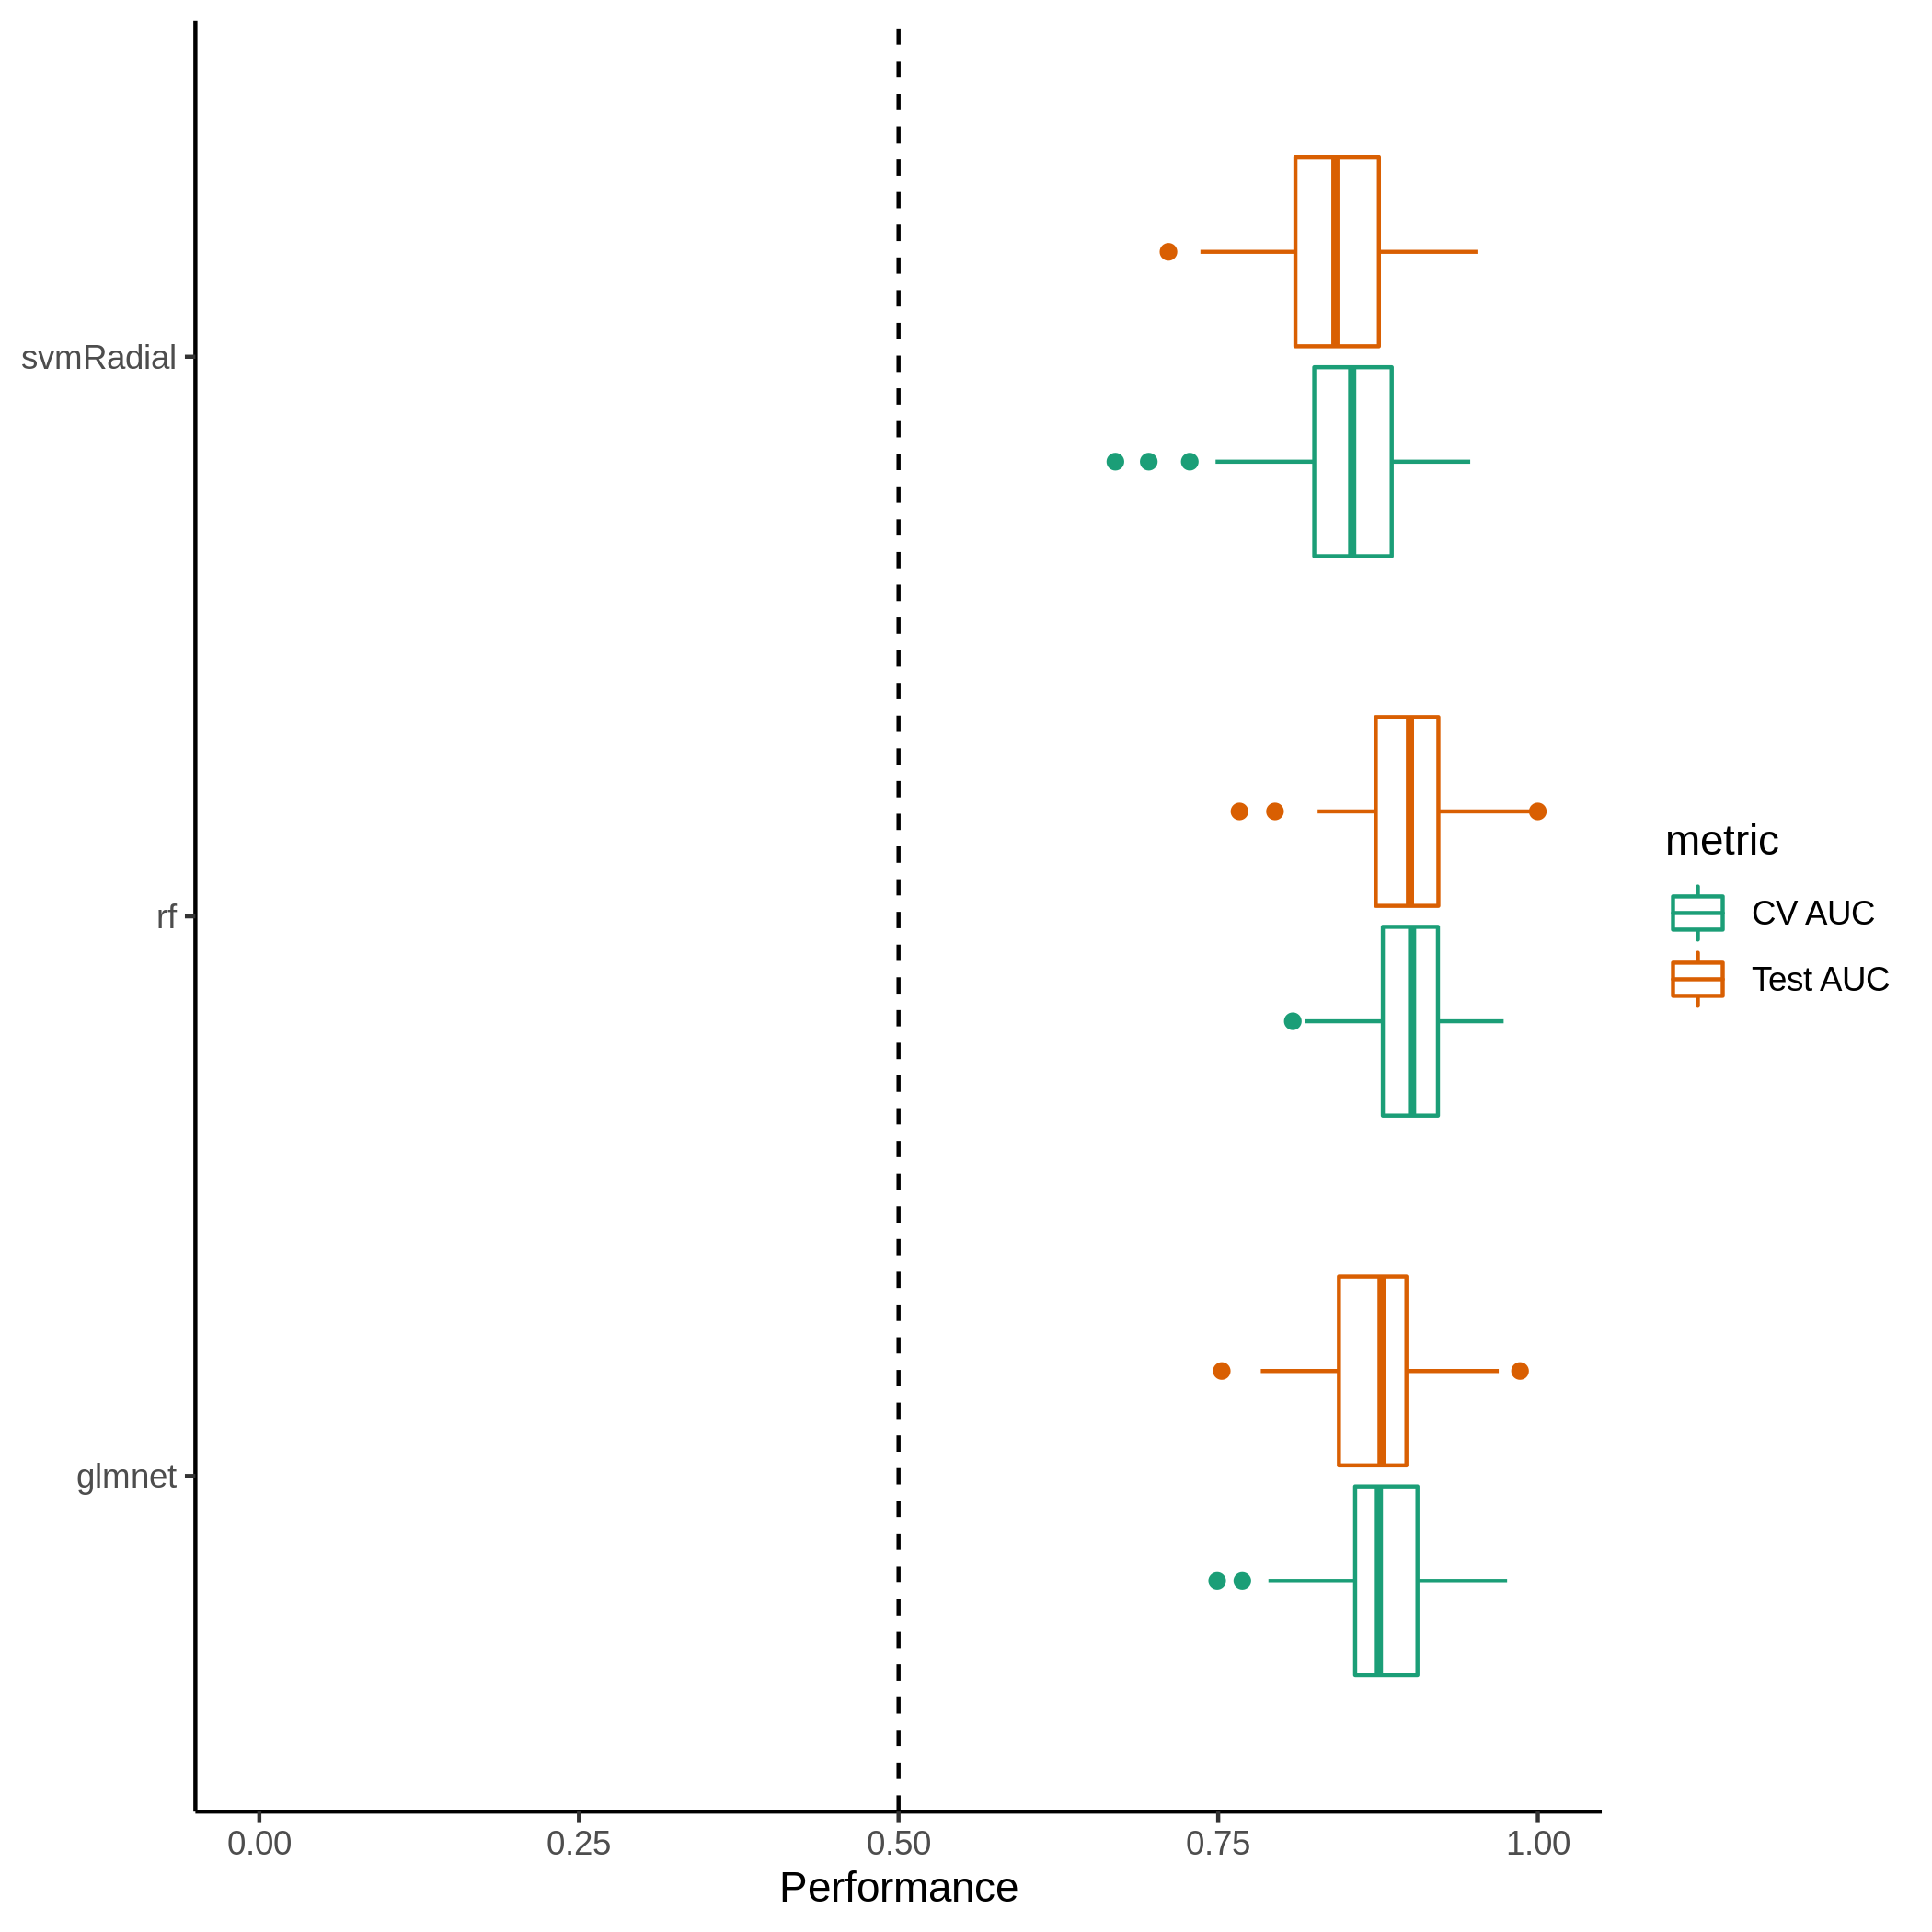 svmRadial
rf
glmnet
0.00
0.25
0.50
0.75
1.00
Performance
metric
CV AUC
Test AUC